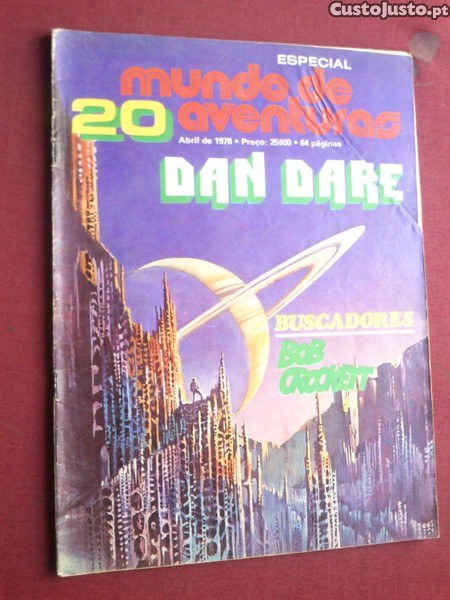 CustoJusto.pt
ESPECIAL
mundo de
aventuras
20
Abril de 1978 • Preço: 25$00 • 64 páginas
DAN DARE
BUSCADORES
BOB
CROCKETT